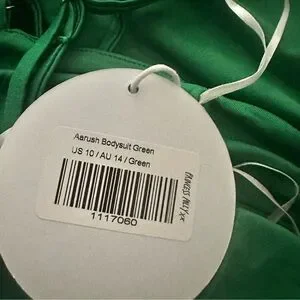 Aarush Bodysuit Green
US 10 / AU 14 / Green
1117060
PRINCESS POLLY